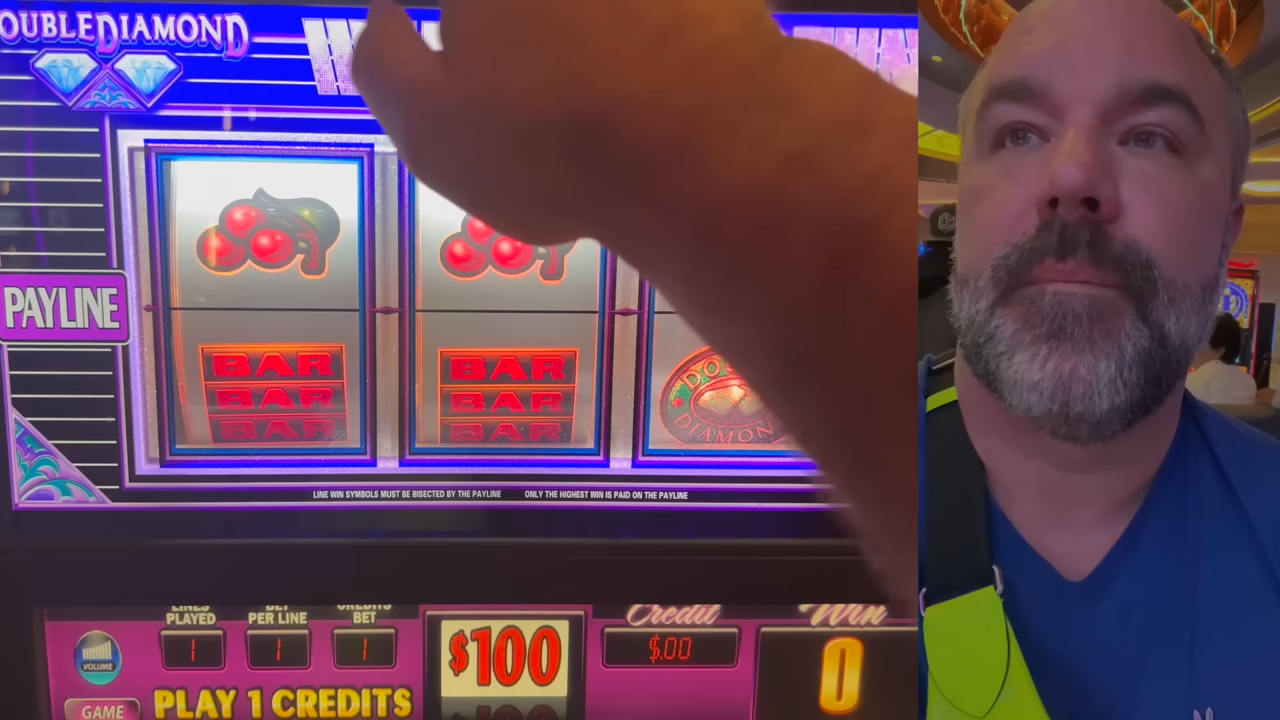 OUBLE DIAMOND
PAYLINE
BAR
BAR
BAR
BAR
BAR
BAR
DO
DIAMON
LINE WIN SYMBOLS MUST BE BISECTED BY THE PAYLINE
ONLY THE HIGHEST WIN IS PAID ON THE PAYLINE
LINES PLAYED
BET PER LINE
CREDITS BET
Credit
Win
VOLUME
1
1
1
$100
$.00
0
GAME
PLAY 1 CREDITS